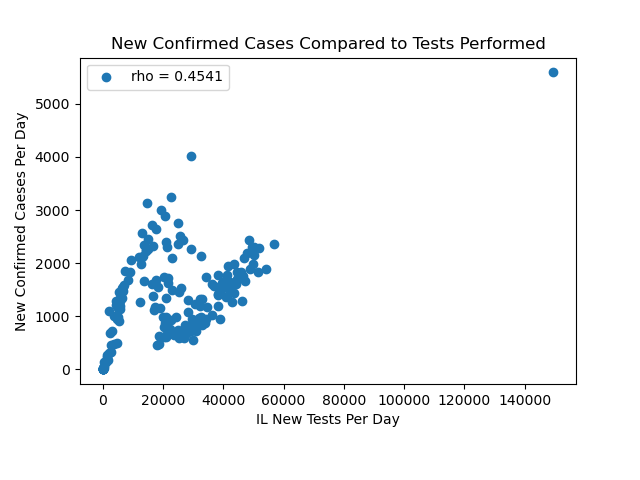 New Confirmed Cases Compared to Tests Performed
rho = 0.4541
New Confirmed Caeses Per Day
5000
4000
3000
2000
1000
0
0 20000 40000 60000 80000 100000 120000 140000
IL New Tests Per Day